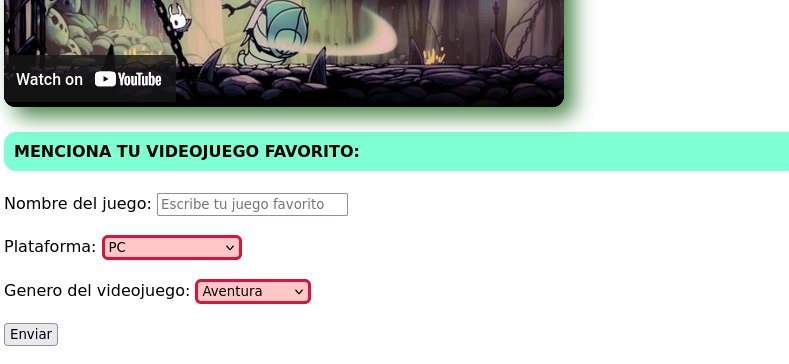 Watch on YouTube
MENCIONA TU VIDEOJUEGO FAVORITO:
Nombre del juego: Escribe tu juego favorito
Plataforma: PC
Genero del videojuego: Aventura
Enviar